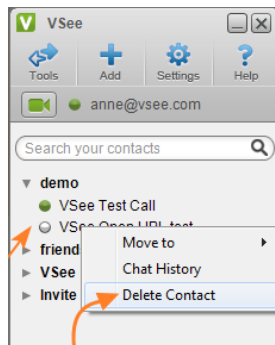 VSee
Tools Add Settings Help
anne@vsee.com
Search your contacts
demo
VSee Test Call
VSee Open URL test
friend
Move to
VSee
Chat History
Invite
Delete Contact